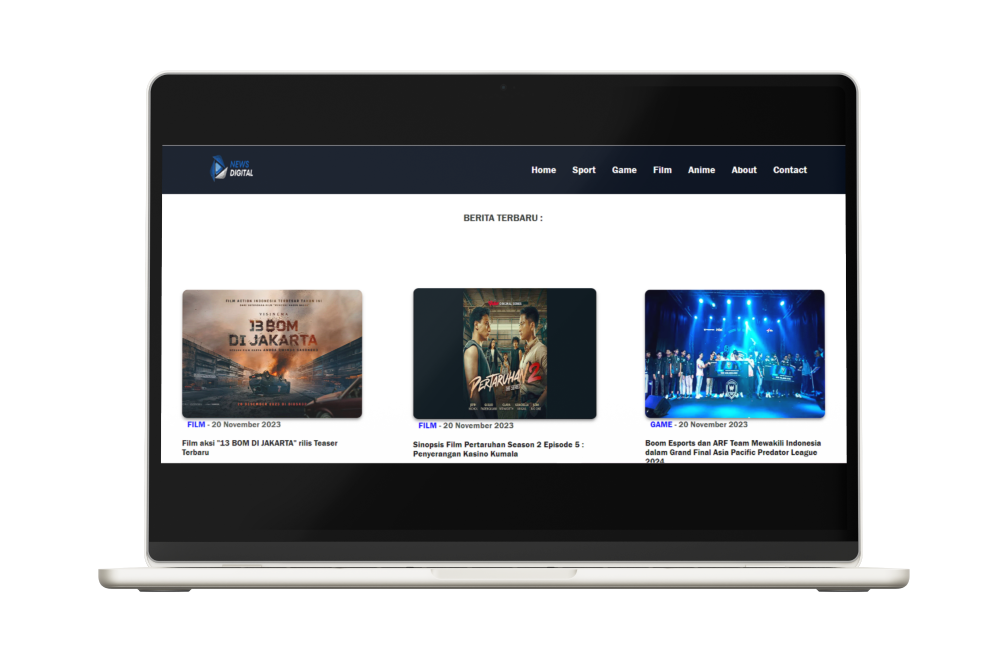 NEWS
DIGITAL
Home Sport Game Film Anime About Contact
BERITA TERBARU :
13 BOM
DI JAKARTA
PERTARUHAN 2
THE SERIES
FILM - 20 November 2023
FILM - 20 November 2023
GAME - 20 November 2023
Film aksi "13 BOM DI JAKARTA" rilis Teaser
Terbaru
Sinopsis Film Pertaruhan Season 2 Episode 5 :
Penyerangan Kasino Kumala
Boom Esports dan ARF Team Mewakili Indonesia
dalam Grand Final Asia Pacific Predator League
2024